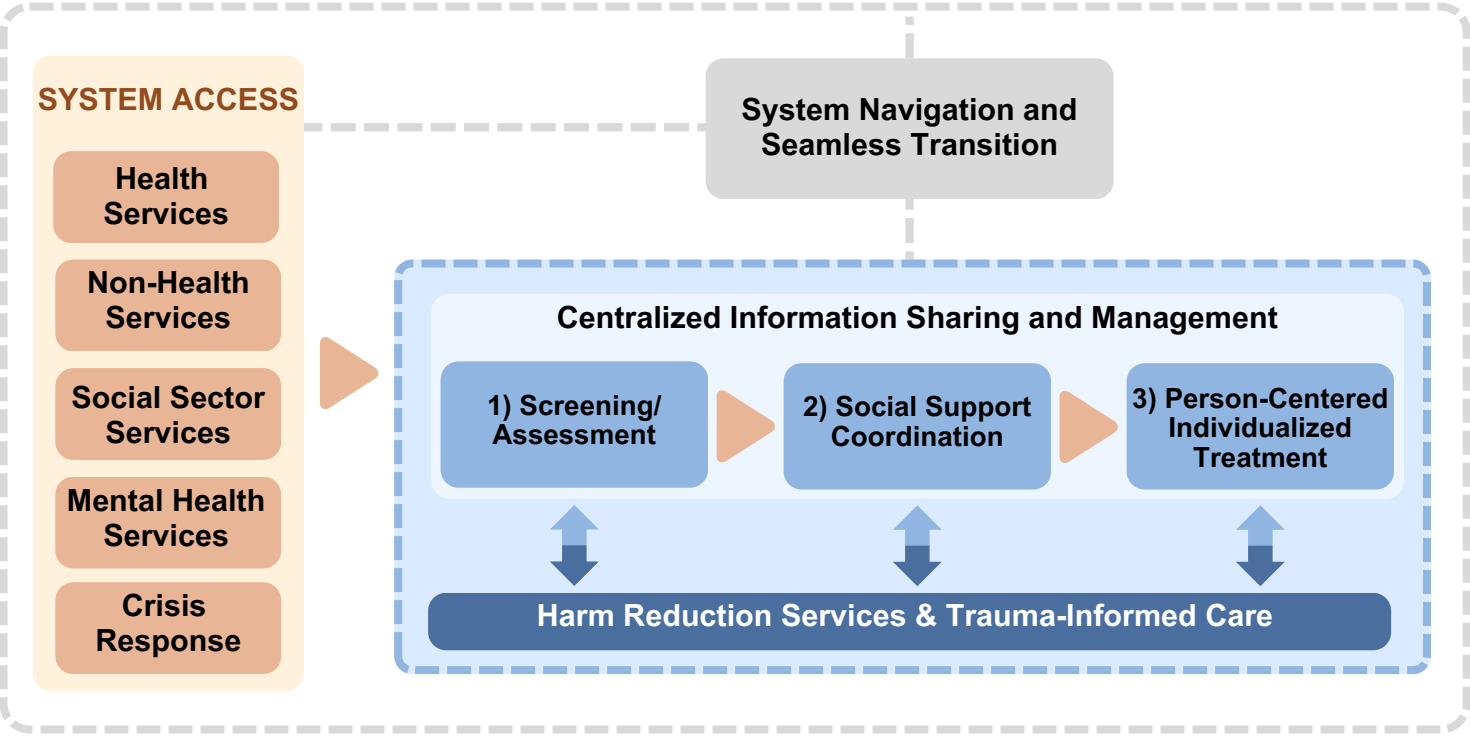 SYSTEM ACCESS
Health
Services
Non-Health
Services
Social Sector
Services
Mental Health
Services
Crisis
Response
System Navigation and
Seamless Transition
Centralized Information Sharing and Management
1) Screening/
Assessment
2) Social Support
Coordination
3) Person-Centered
Individualized
Treatment
Harm Reduction Services & Trauma-Informed Care